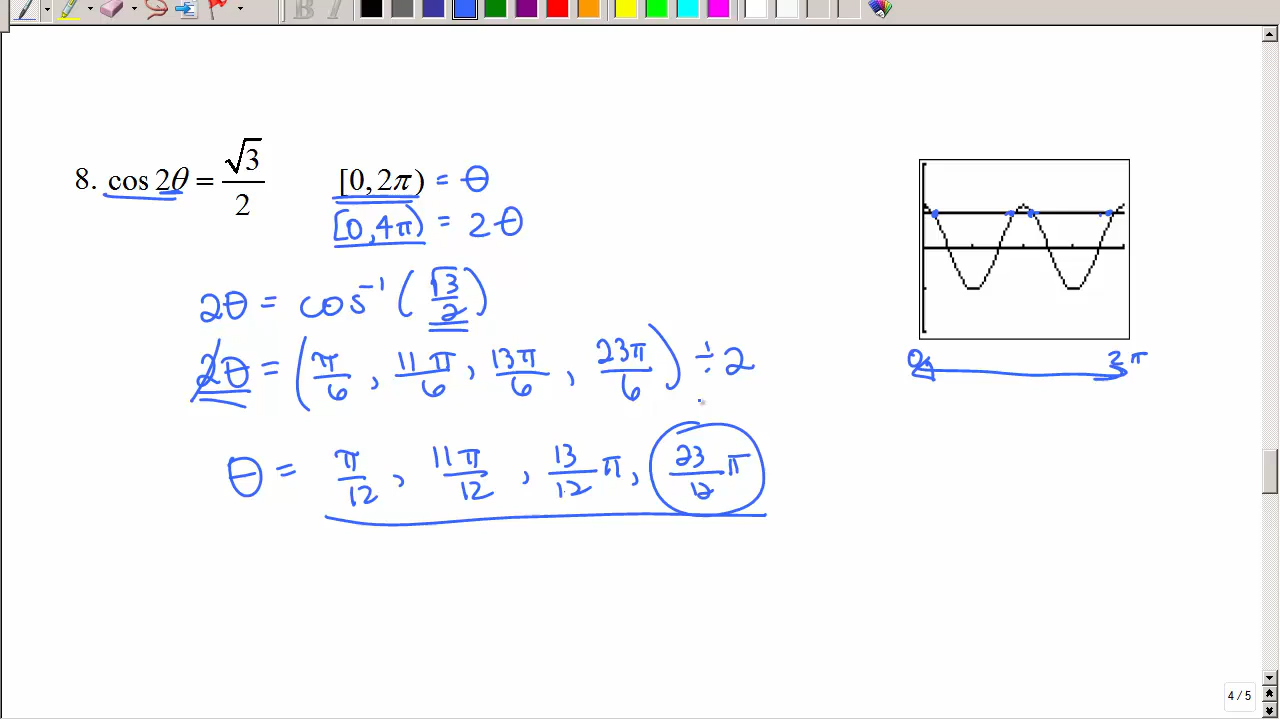 B I
8. cos 2θ = √3/2 [0, 2π) = θ
[0, 4π) = 2θ
2θ = cos⁻¹ (√3/2)
2θ = (π/6, 11π/6, 13π/6, 23π/6) ÷ 2
θ = π/12, 11π/12, 13/12 π, 23/12 π
0 2π
4 / 5